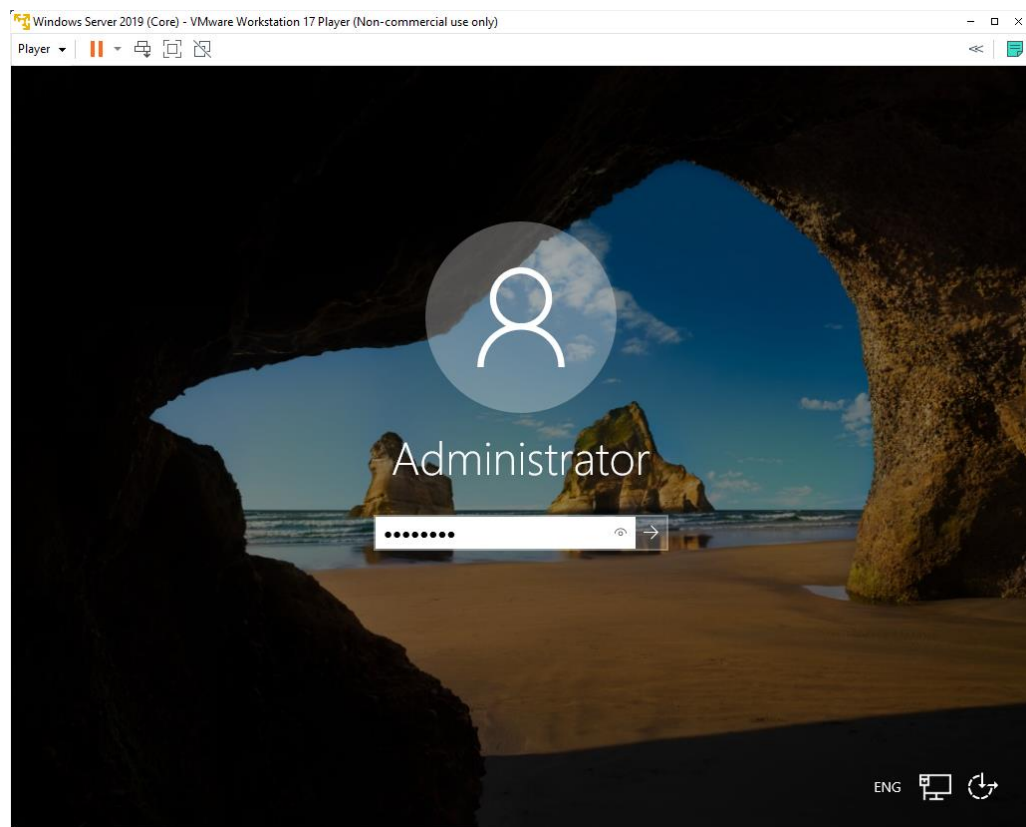 Windows Server 2019 (Core) - VMware Workstation 17 Player (Non-commercial use only)
Player
Administrator
ENG